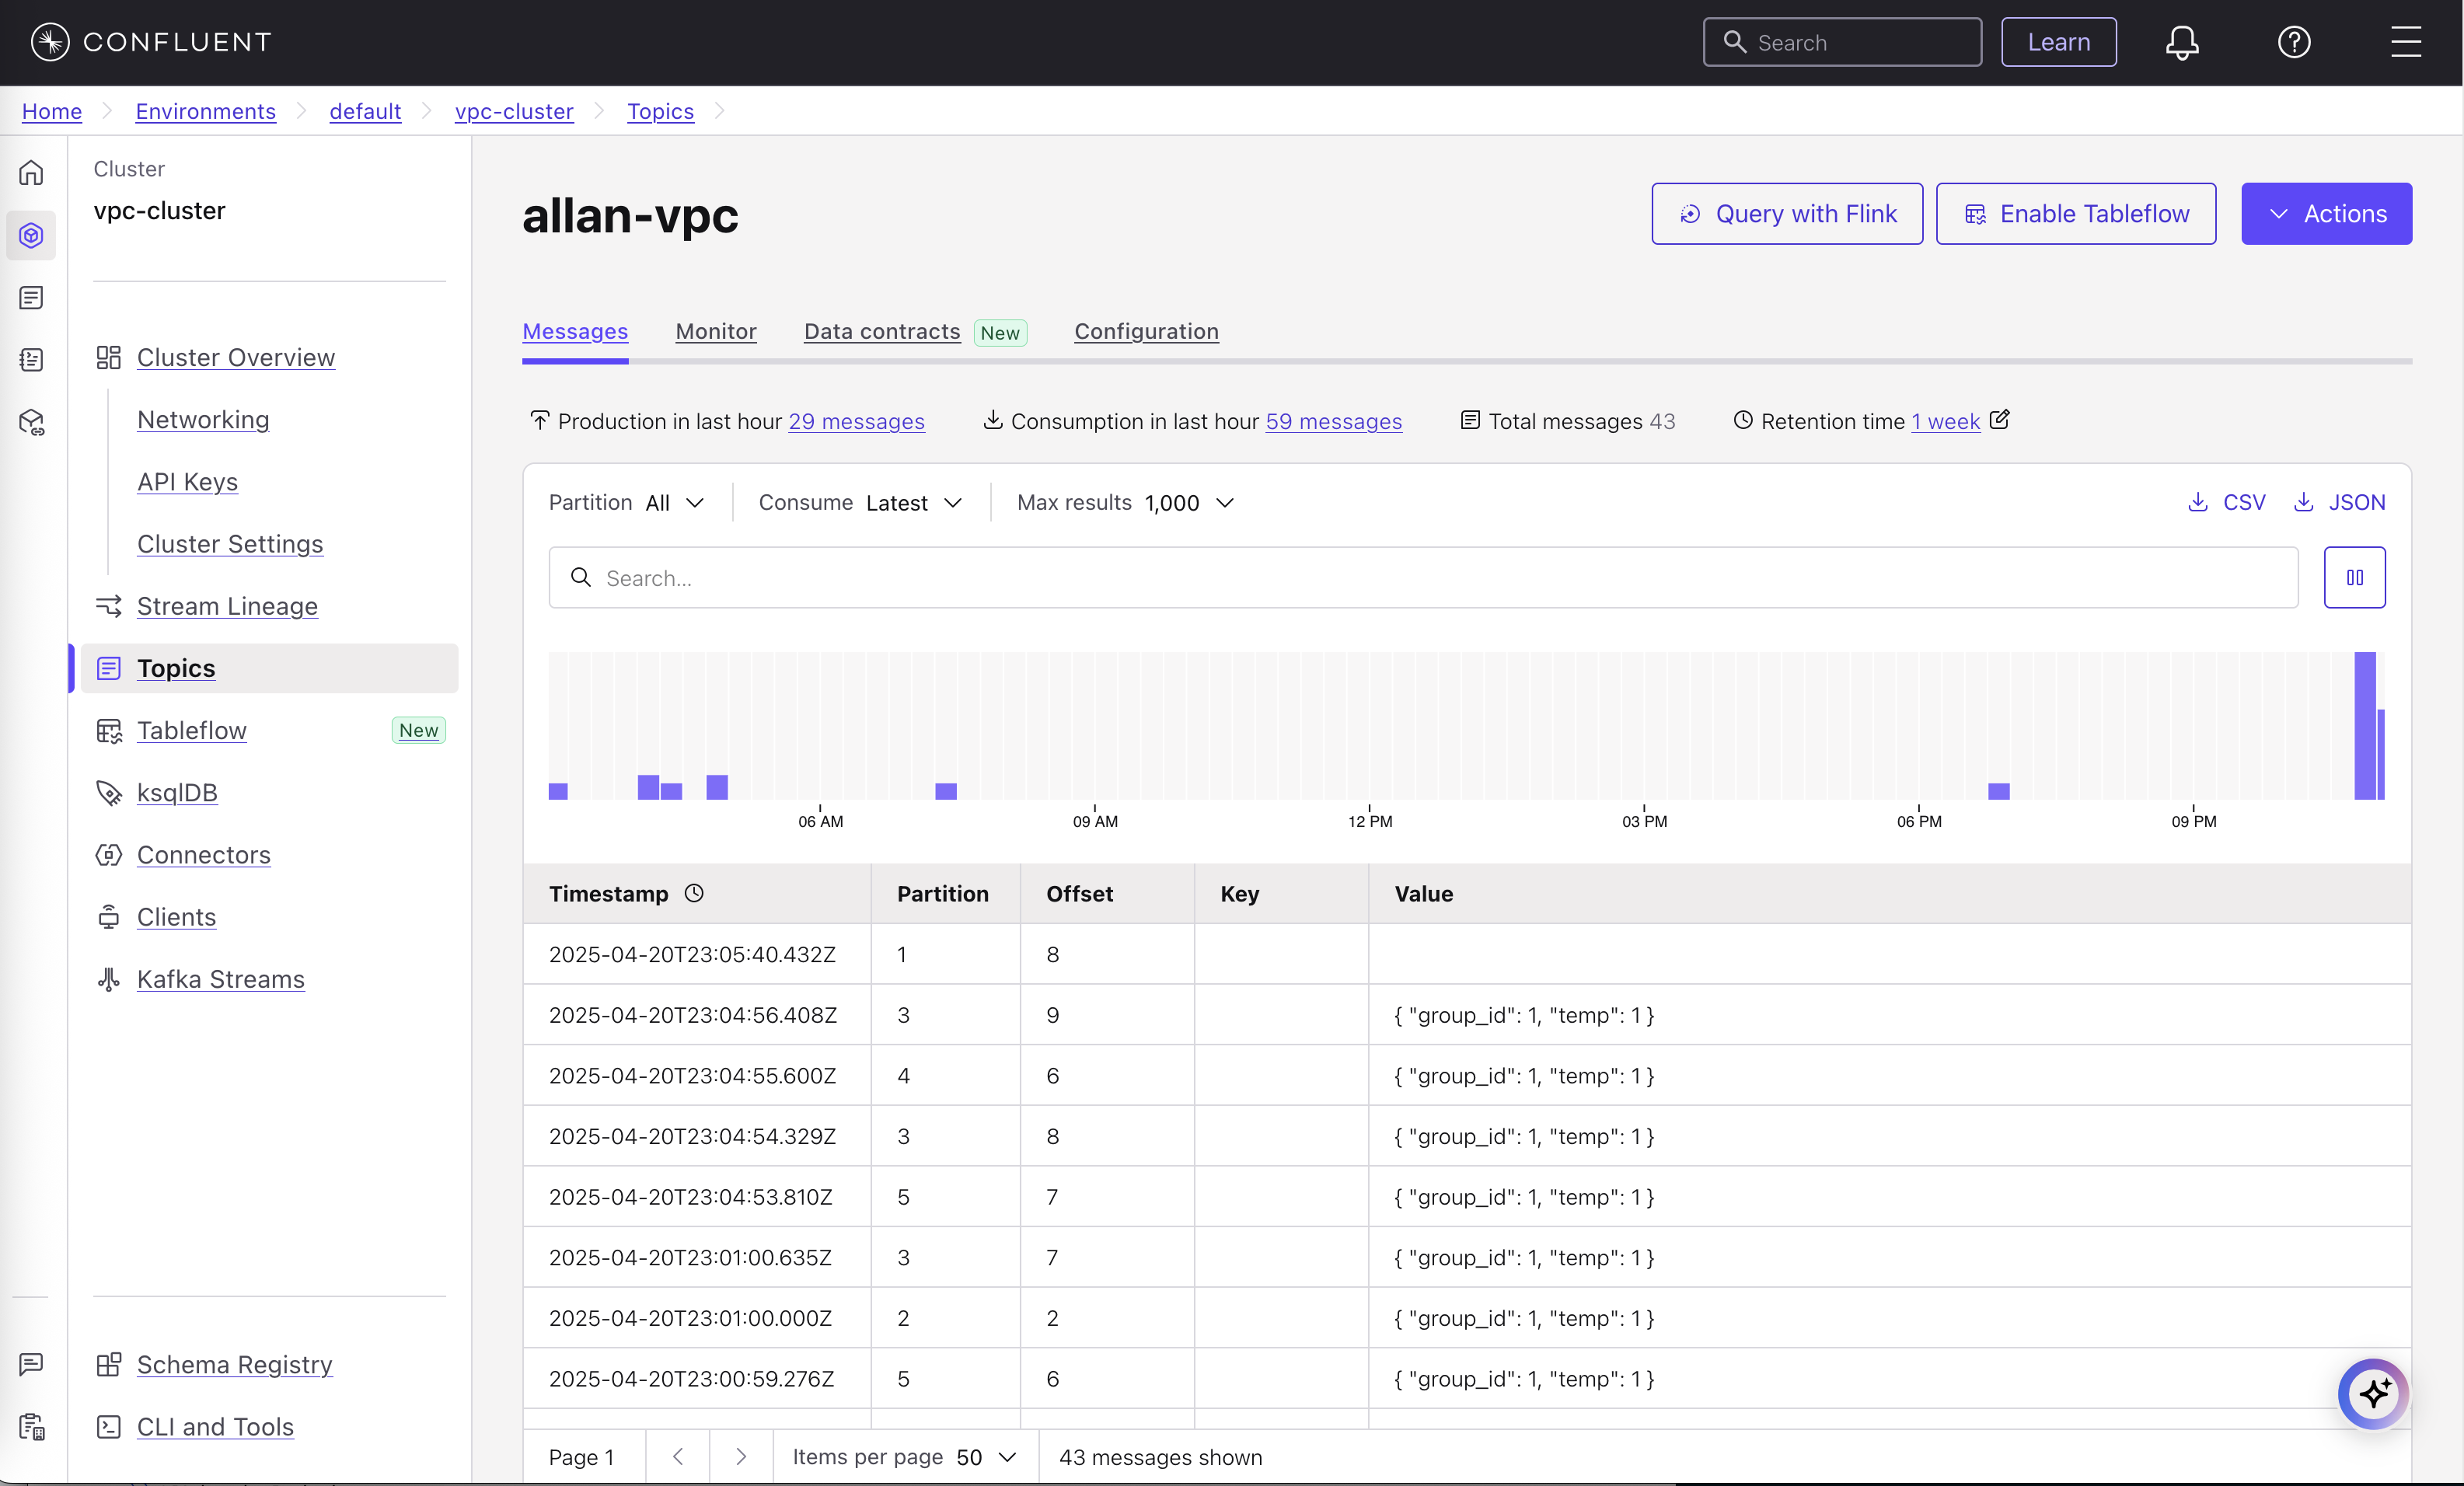 CONFLUENT
Search
Learn
Home
Environments
default
vpc-cluster
Topics
Cluster
vpc-cluster
Cluster Overview
Networking
API Keys
Cluster Settings
Stream Lineage
Topics
Tableflow New
ksqlDB
Connectors
Clients
Kafka Streams
Schema Registry
CLI and Tools
allan-vpc
Query with Flink
Enable Tableflow
Actions
Messages
Monitor
Data contracts New
Configuration
Production in last hour 29 messages
Consumption in last hour 59 messages
Total messages 43
Retention time 1 week
Partition All
Consume Latest
Max results 1,000
CSV
JSON
Search...
06 AM 09 AM 12 PM 03 PM 06 PM 09 PM
Timestamp Partition Offset Key Value
2025-04-20T23:05:40.432Z 1 8
2025-04-20T23:04:56.408Z 3 9 { "group_id": 1, "temp": 1 }
2025-04-20T23:04:55.600Z 4 6 { "group_id": 1, "temp": 1 }
2025-04-20T23:04:54.329Z 3 8 { "group_id": 1, "temp": 1 }
2025-04-20T23:04:53.810Z 5 7 { "group_id": 1, "temp": 1 }
2025-04-20T23:01:00.635Z 3 7 { "group_id": 1, "temp": 1 }
2025-04-20T23:01:00.000Z 2 2 { "group_id": 1, "temp": 1 }
2025-04-20T23:00:59.276Z 5 6 { "group_id": 1, "temp": 1 }
Page 1
Items per page 50
43 messages shown